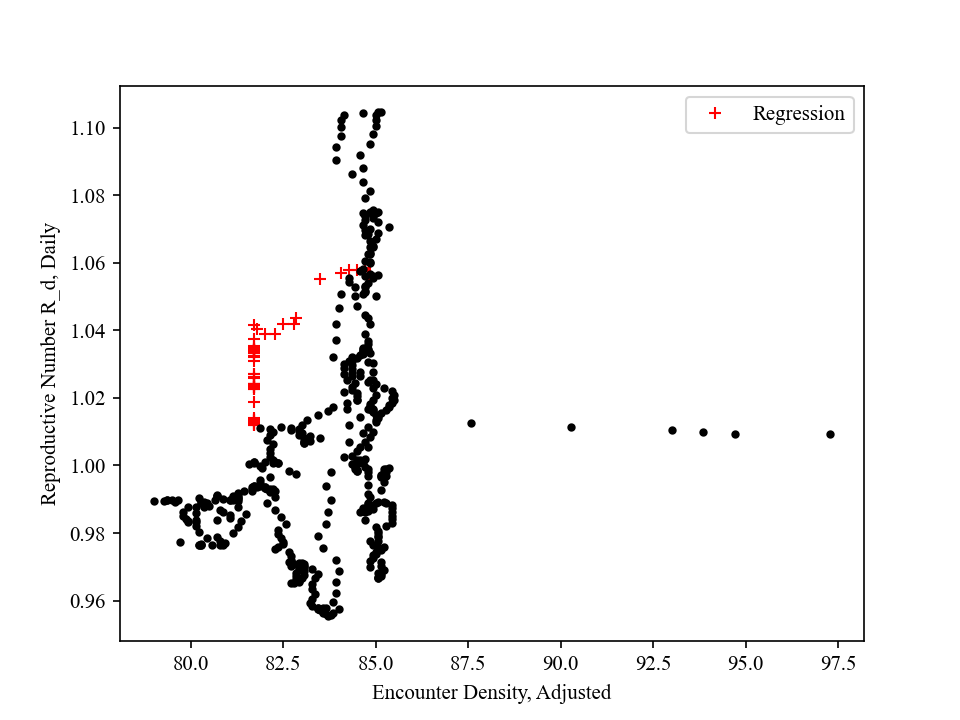 Regression
1.10
1.08
1.06
1.04
1.02
1.00
0.98
0.96
Reproductive Number R_d, Daily
80.0 82.5 85.0 87.5 90.0 92.5 95.0 97.5
Encounter Density, Adjusted